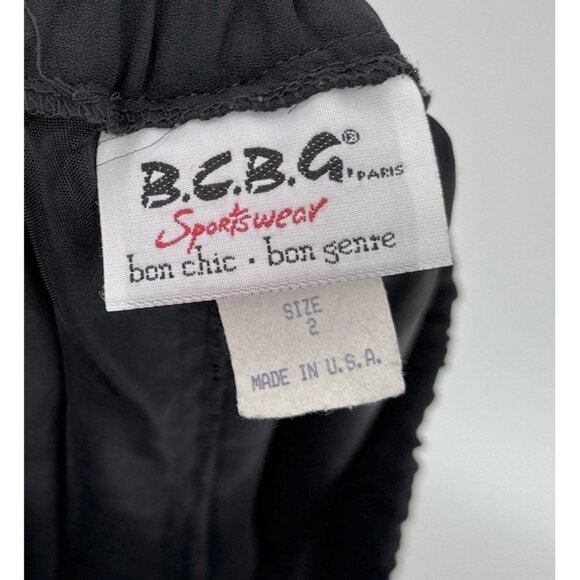 B.C.B.G.® PARIS
Sportswear
bon chic . bon genre
SIZE
2
MADE IN U.S.A.